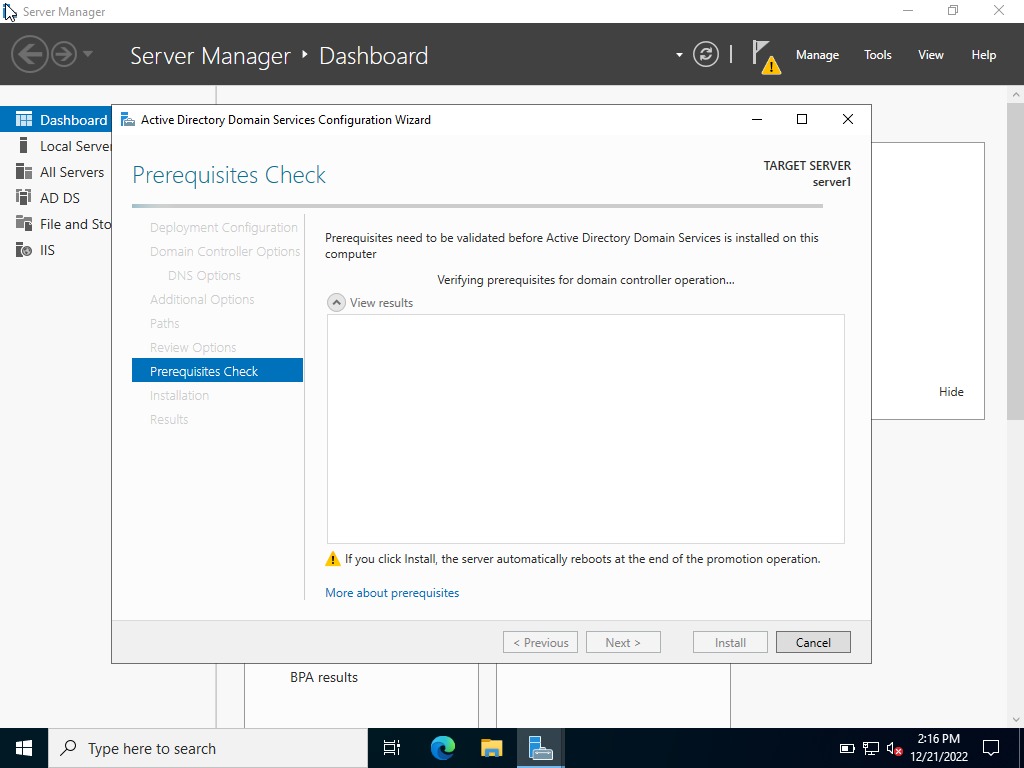 Server Manager
Server Manager
Dashboard
Manage
Tools
View
Help
Dashboard
Local Server
All Servers
AD DS
File and Sto
IIS
Active Directory Domain Services Configuration Wizard
Prerequisites Check
TARGET SERVER
server1
Deployment Configuration
Domain Controller Options
DNS Options
Additional Options
Paths
Review Options
Prerequisites Check
Installation
Results
Prerequisites need to be validated before Active Directory Domain Services is installed on this
computer
Verifying prerequisites for domain controller operation...
View results
If you click Install, the server automatically reboots at the end of the promotion operation.
More about prerequisites
< Previous
Next >
Install
Cancel
Hide
BPA results
Type here to search
2:16 PM
12/21/2022